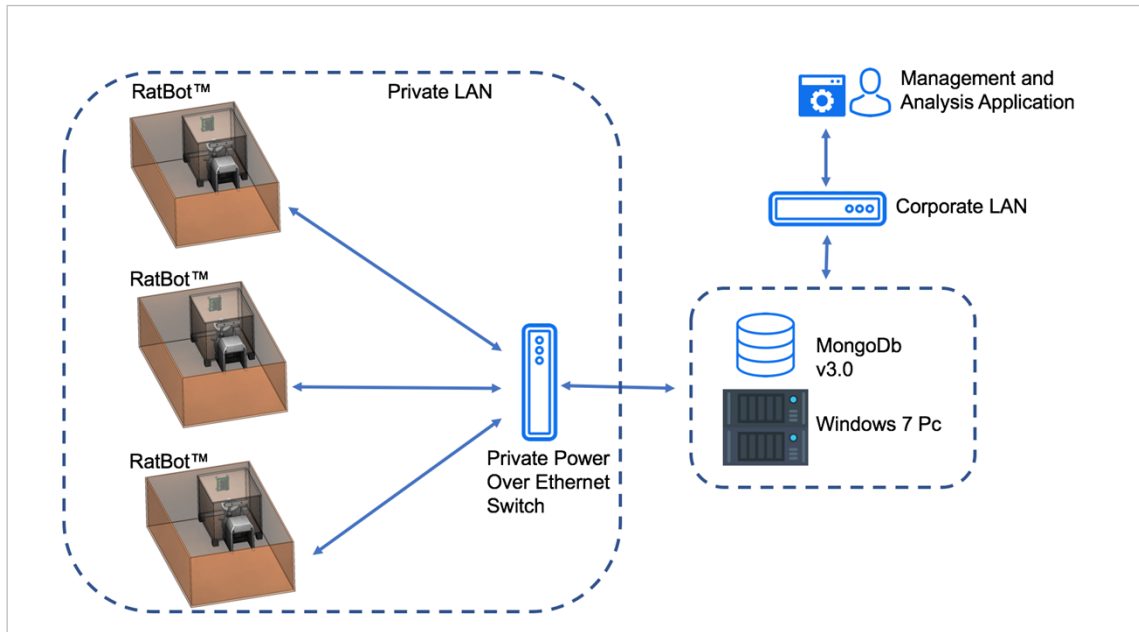 RatBot™
Private LAN
RatBot™
RatBot™
Private Power
Over Ethernet
Switch
Management and
Analysis Application
Corporate LAN
MongoDb
v3.0
Windows 7 Pc